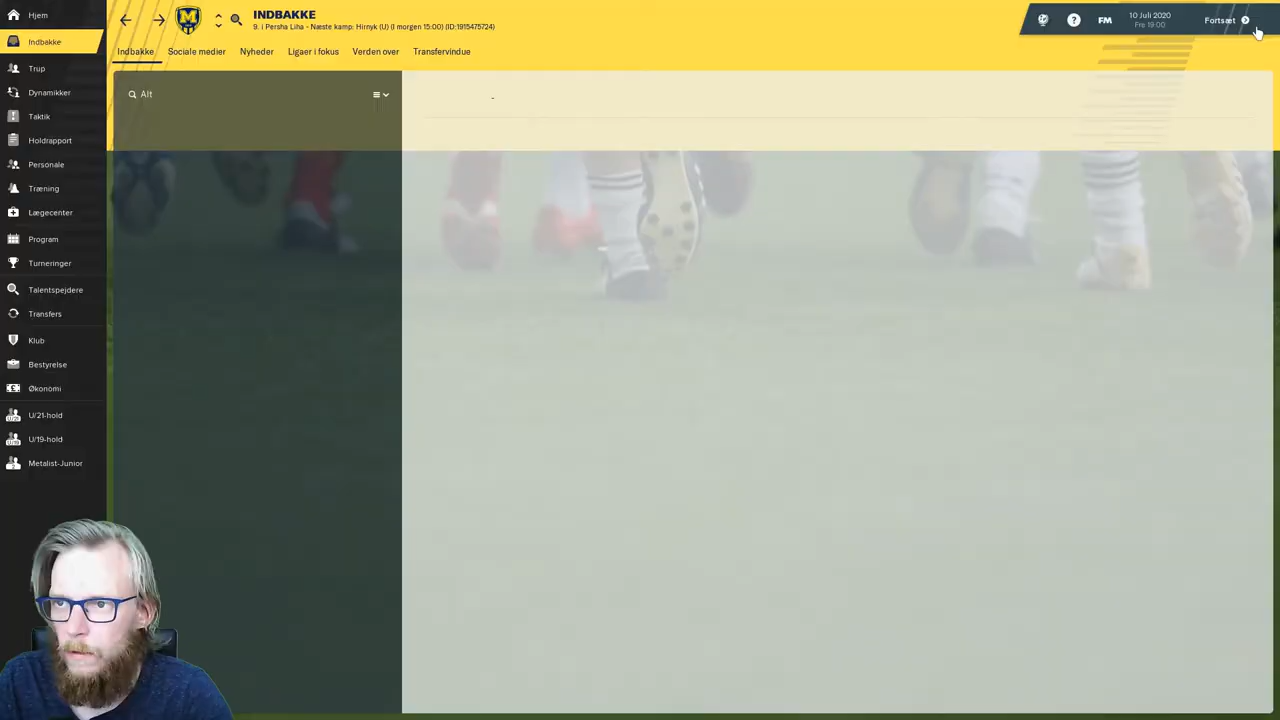 Hjem
INDBAKKE
9. i Persha Liha - Næste kamp: Hirnyk (U) (I morgen 15:00) (ID:1915475724)
?
FM
10 Juli 2020
Fre 19:00
Fortsæt
Indbakke
Indbakke
Sociale medier
Nyheder
Ligaer i fokus
Verden over
Transfervindue
Trup
Dynamikker
Alt
-
Taktik
Holdrapport
Personale
Træning
Lægecenter
Program
Turneringer
Talentspejdere
Transfers
Klub
Bestyrelse
Økonomi
U/21-hold
U/19-hold
Metalist-Junior